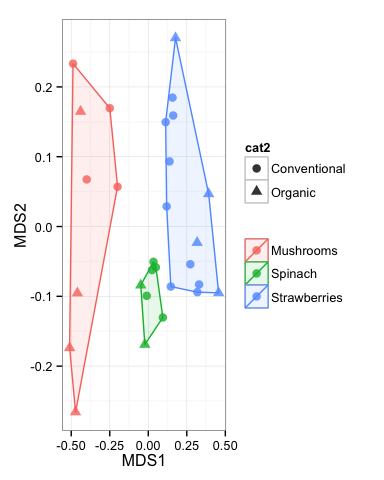 MDS2
0.2
0.1
0.0
-0.1
-0.2
-0.50 -0.25 0.00 0.25 0.50
MDS1
cat2
Conventional
Organic
Mushrooms
Spinach
Strawberries